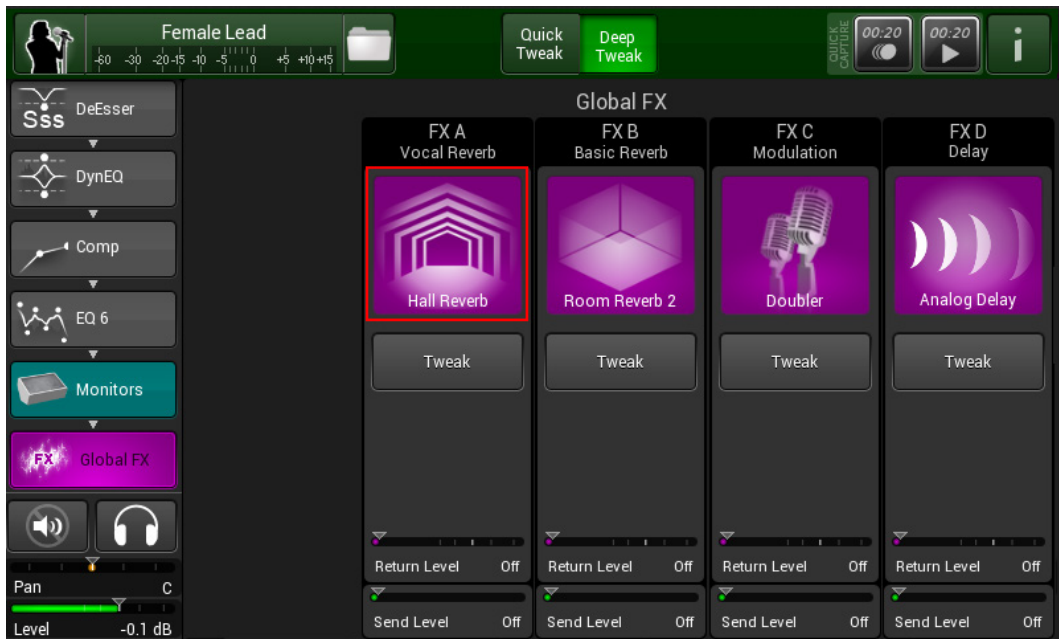 Female Lead
-60 -30 -20 -15 -10 -5 0 +5 +10 +15
Quick
Tweak
Deep
Tweak
QUICK
CAPTURE
00:20
00:20
i
Sss
DeEsser
DynEQ
Comp
EQ 6
Monitors
FX
Global FX
Pan C
Level -0.1 dB
Global FX
FX A
Vocal Reverb
Hall Reverb
Tweak
Return Level Off
Send Level Off
FX B
Basic Reverb
Room Reverb 2
Tweak
Return Level Off
Send Level Off
FX C
Modulation
Doubler
Tweak
Return Level Off
Send Level Off
FX D
Delay
Analog Delay
Tweak
Return Level Off
Send Level Off